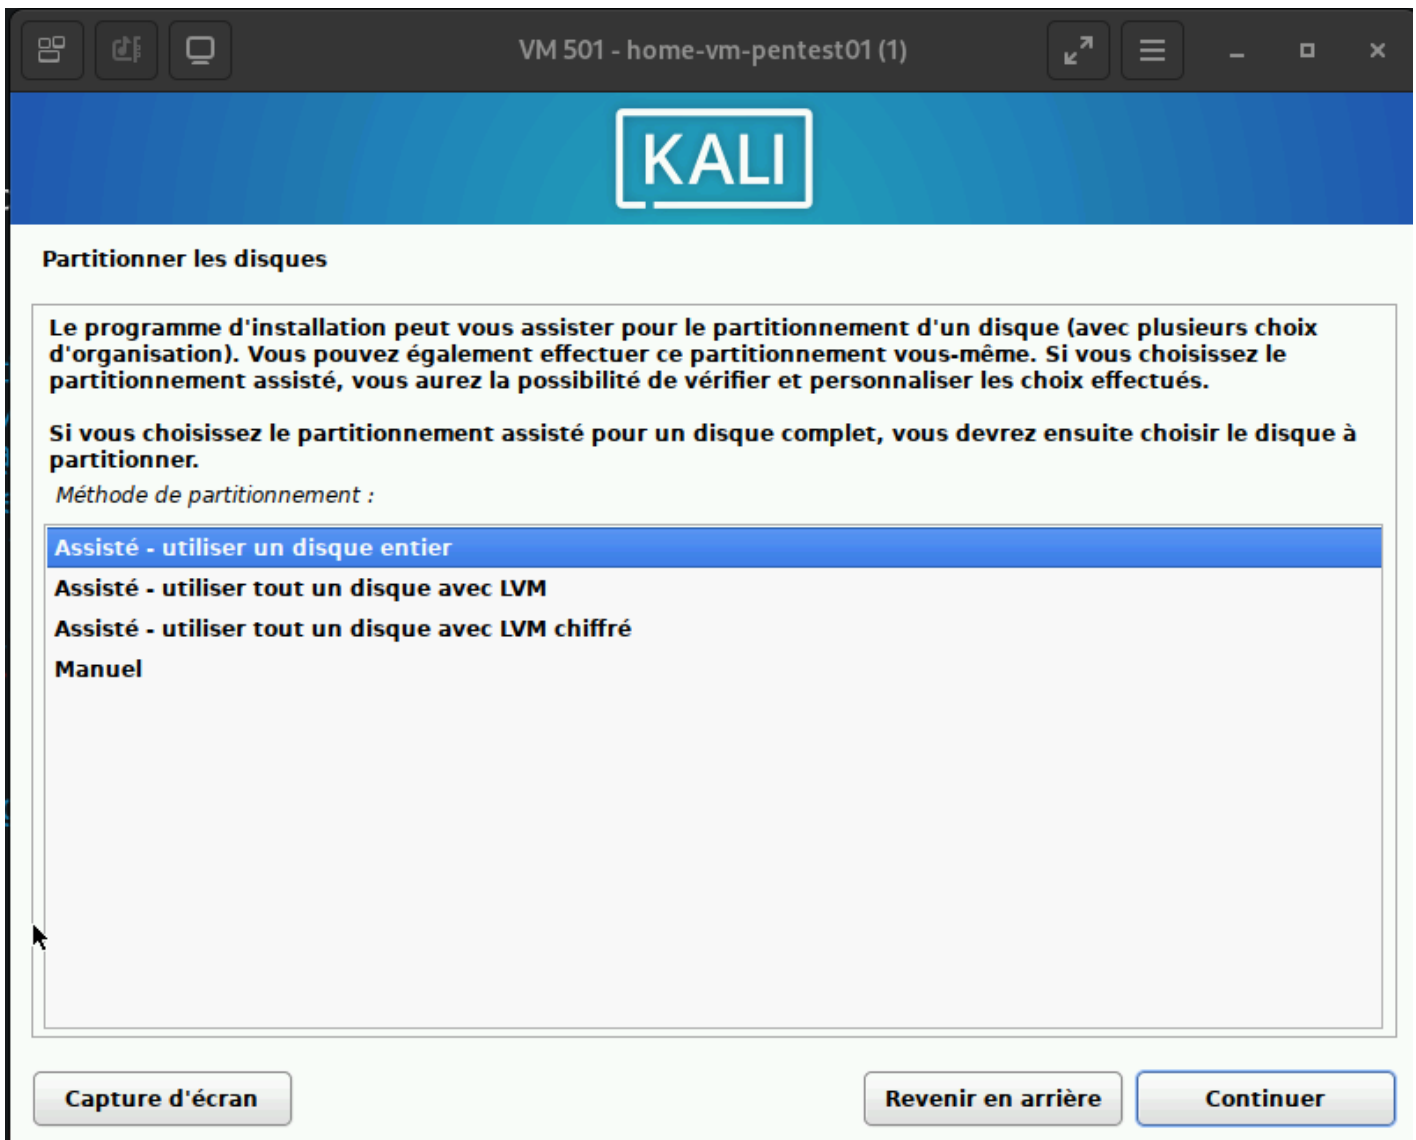 VM 501 - home-vm-pentest01 (1)
KALI
Partitionner les disques
Le programme d'installation peut vous assister pour le partitionnement d'un disque (avec plusieurs choix
d'organisation). Vous pouvez également effectuer ce partitionnement vous-même. Si vous choisissez le
partitionnement assisté, vous aurez la possibilité de vérifier et personnaliser les choix effectués.
Si vous choisissez le partitionnement assisté pour un disque complet, vous devrez ensuite choisir le disque à
partitionner.
Méthode de partitionnement :
Assisté - utiliser un disque entier
Assisté - utiliser tout un disque avec LVM
Assisté - utiliser tout un disque avec LVM chiffré
Manuel
Capture d'écran
Revenir en arrière
Continuer